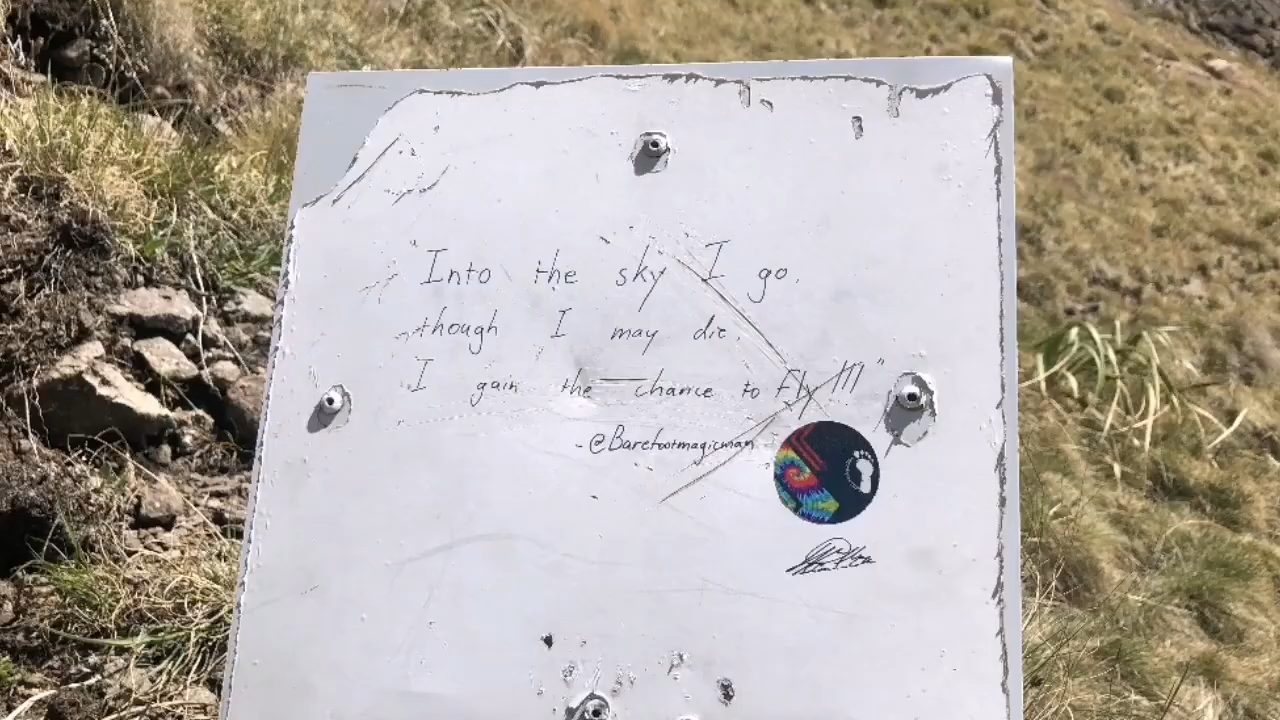 "Into the sky I go,
though I may die,
I gain the chance to fly !!!"
- @Barefootmagicman